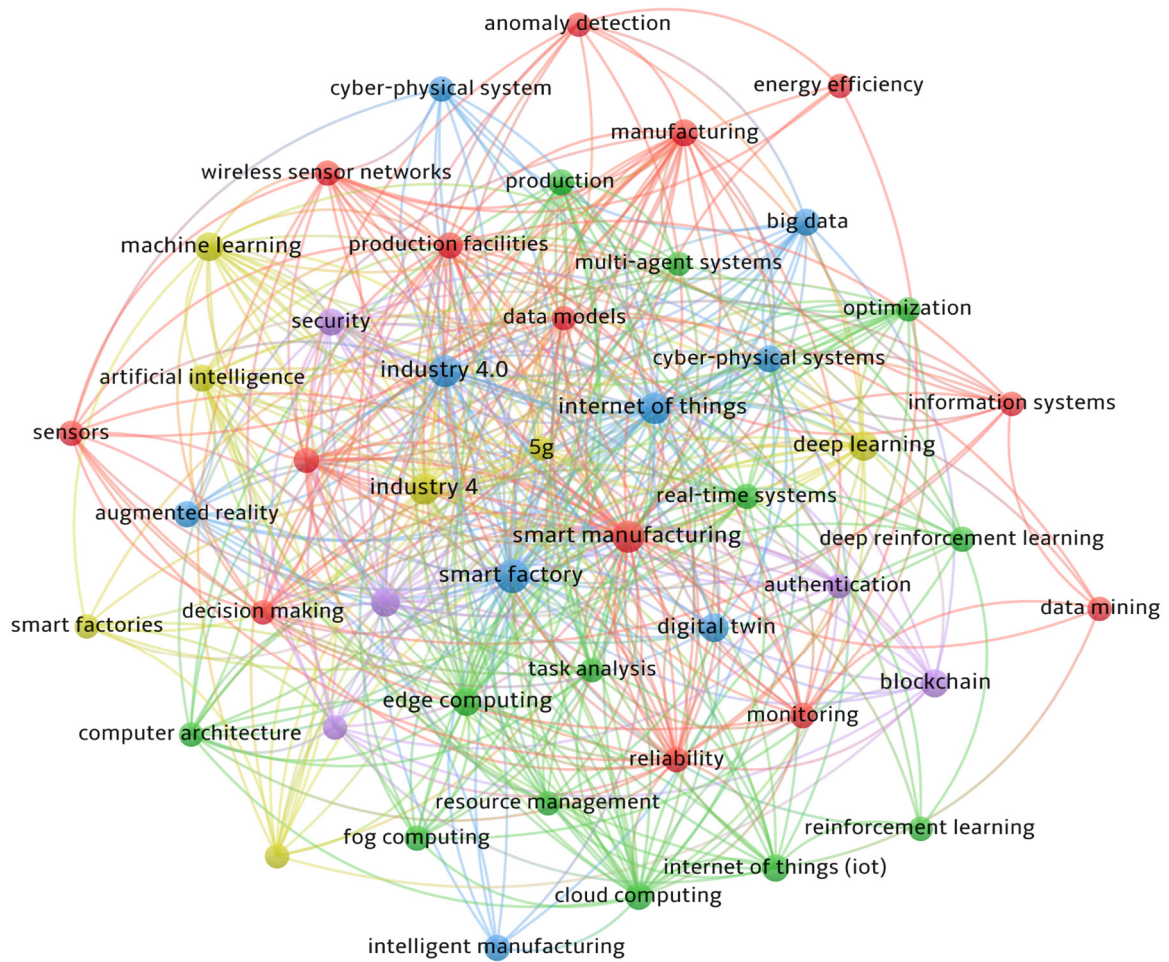 anomaly detection
energy efficiency
cyber-physical system
manufacturing
wireless sensor networks
production
big data
machine learning
production facilities
multi-agent systems
optimization
security
data models
cyber-physical systems
industry 4.0
artificial intelligence
internet of things
information systems
sensors
5g
deep learning
industry 4
real-time systems
augmented reality
smart manufacturing
deep reinforcement learning
smart factory
authentication
decision making
data mining
smart factories
digital twin
task analysis
blockchain
edge computing
monitoring
computer architecture
reliability
resource management
reinforcement learning
fog computing
internet of things (iot)
cloud computing
intelligent manufacturing